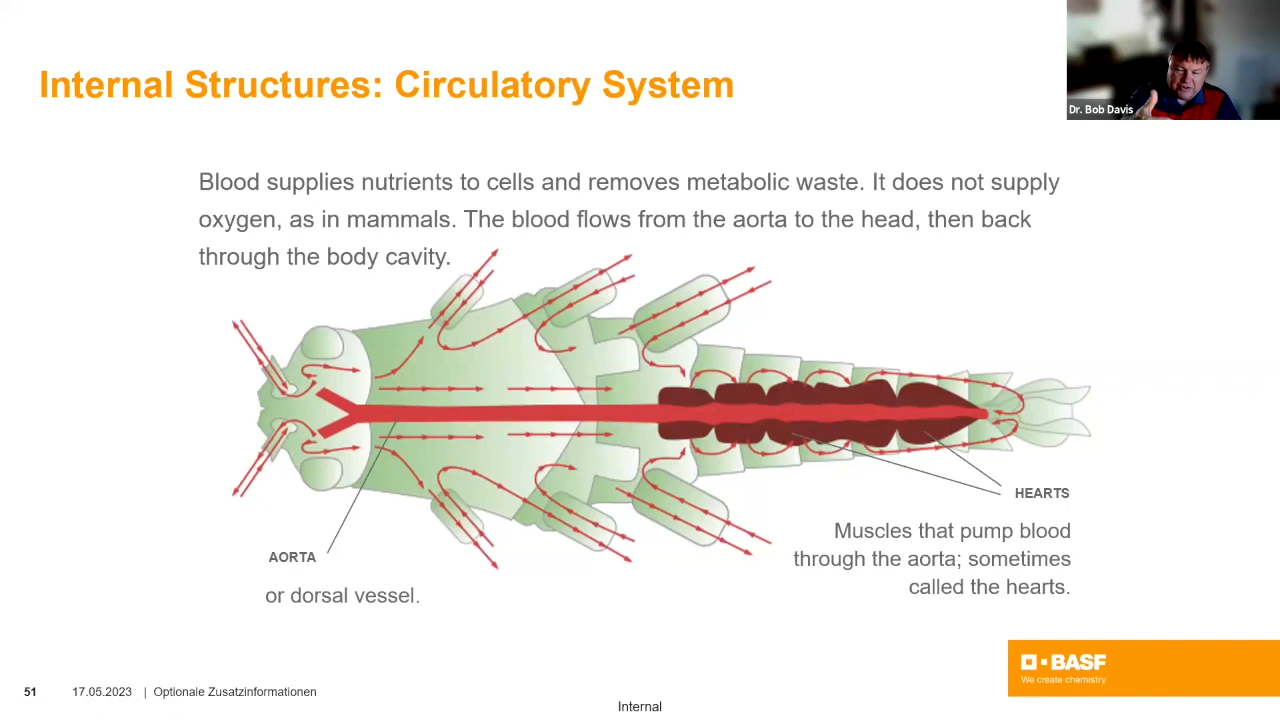 Internal Structures: Circulatory System
Dr. Bob Davis
Blood supplies nutrients to cells and removes metabolic waste. It does not supply
oxygen, as in mammals. The blood flows from the aorta to the head, then back
through the body cavity.
HEARTS
Muscles that pump blood
through the aorta; sometimes
called the hearts.
AORTA
or dorsal vessel.
BASF
We create chemistry
51 17.05.2023 | Optionale Zusatzinformationen
Internal